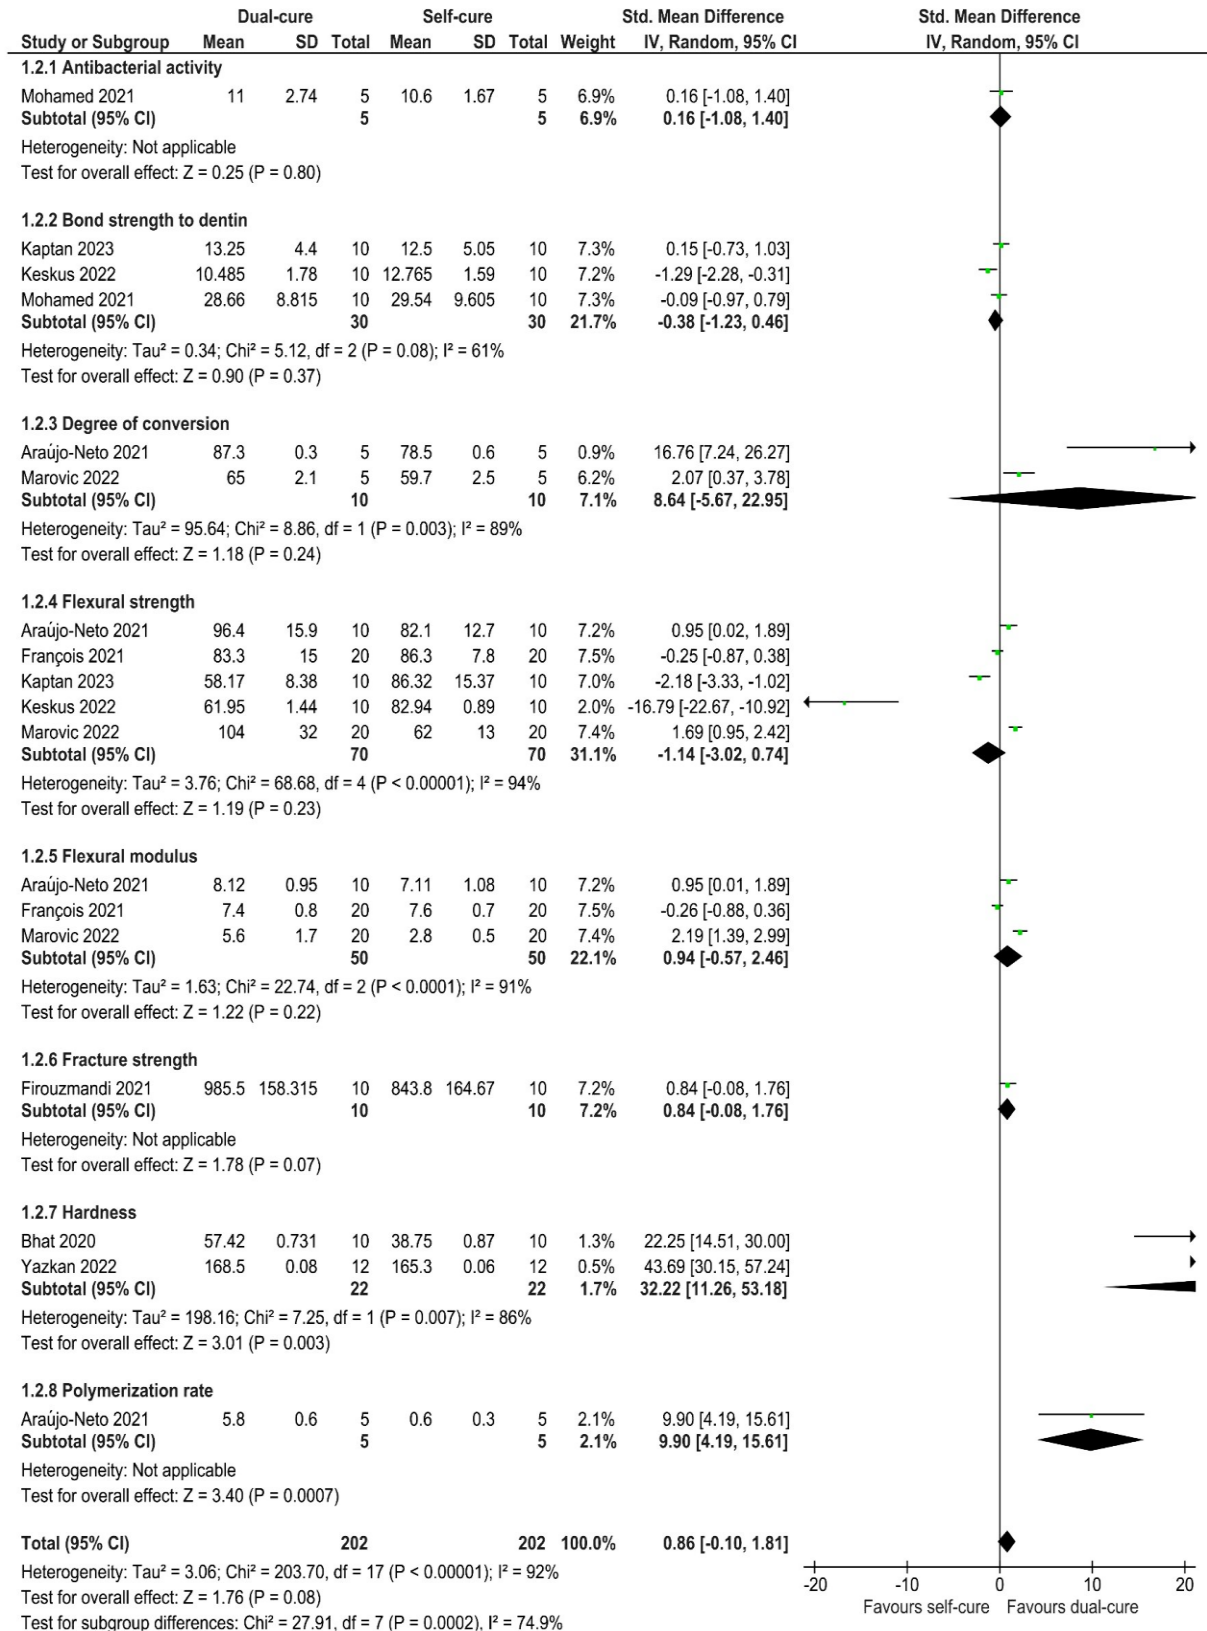 Dual-cure Self-cure Std. Mean Difference Std. Mean Difference
Study or Subgroup Mean SD Total Mean SD Total Weight IV, Random, 95% CI IV, Random, 95% CI
1.2.1 Antibacterial activity
Mohamed 2021 11 2.74 5 10.6 1.67 5 6.9% 0.16 [-1.08, 1.40]
Subtotal (95% CI) 5 5 6.9% 0.16 [-1.08, 1.40]
Heterogeneity: Not applicable
Test for overall effect: Z = 0.25 (P = 0.80)
1.2.2 Bond strength to dentin
Kaptan 2023 13.25 4.4 10 12.5 5.05 10 7.3% 0.15 [-0.73, 1.03]
Keskus 2022 10.485 1.78 10 12.765 1.59 10 7.2% -1.29 [-2.28, -0.31]
Mohamed 2021 28.66 8.815 10 29.54 9.605 10 7.3% -0.09 [-0.97, 0.79]
Subtotal (95% CI) 30 30 21.7% -0.38 [-1.23, 0.46]
Heterogeneity: Tau² = 0.34; Chi² = 5.12, df = 2 (P = 0.08); I² = 61%
Test for overall effect: Z = 0.90 (P = 0.37)
1.2.3 Degree of conversion
Araújo-Neto 2021 87.3 0.3 5 78.5 0.6 5 0.9% 16.76 [7.24, 26.27]
Marovic 2022 65 2.1 5 59.7 2.5 5 6.2% 2.07 [0.37, 3.78]
Subtotal (95% CI) 10 10 7.1% 8.64 [-5.67, 22.95]
Heterogeneity: Tau² = 95.64; Chi² = 8.86, df = 1 (P = 0.003); I² = 89%
Test for overall effect: Z = 1.18 (P = 0.24)
1.2.4 Flexural strength
Araújo-Neto 2021 96.4 15.9 10 82.1 12.7 10 7.2% 0.95 [0.02, 1.89]
François 2021 83.3 15 20 86.3 7.8 20 7.5% -0.25 [-0.87, 0.38]
Kaptan 2023 58.17 8.38 10 86.32 15.37 10 7.0% -2.18 [-3.33, -1.02]
Keskus 2022 61.95 1.44 10 82.94 0.89 10 2.0% -16.79 [-22.67, -10.92]
Marovic 2022 104 32 20 62 13 20 7.4% 1.69 [0.95, 2.42]
Subtotal (95% CI) 70 70 31.1% -1.14 [-3.02, 0.74]
Heterogeneity: Tau² = 3.76; Chi² = 68.68, df = 4 (P < 0.00001); I² = 94%
Test for overall effect: Z = 1.19 (P = 0.23)
1.2.5 Flexural modulus
Araújo-Neto 2021 8.12 0.95 10 7.11 1.08 10 7.2% 0.95 [0.01, 1.89]
François 2021 7.4 0.8 20 7.6 0.7 20 7.5% -0.26 [-0.88, 0.36]
Marovic 2022 5.6 1.7 20 2.8 0.5 20 7.4% 2.19 [1.39, 2.99]
Subtotal (95% CI) 50 50 22.1% 0.94 [-0.57, 2.46]
Heterogeneity: Tau² = 1.63; Chi² = 22.74, df = 2 (P < 0.0001); I² = 91%
Test for overall effect: Z = 1.22 (P = 0.22)
1.2.6 Fracture strength
Firouzmandi 2021 985.5 158.315 10 843.8 164.67 10 7.2% 0.84 [-0.08, 1.76]
Subtotal (95% CI) 10 10 7.2% 0.84 [-0.08, 1.76]
Heterogeneity: Not applicable
Test for overall effect: Z = 1.78 (P = 0.07)
1.2.7 Hardness
Bhat 2020 57.42 0.731 10 38.75 0.87 10 1.3% 22.25 [14.51, 30.00]
Yazkan 2022 168.5 0.08 12 165.3 0.06 12 0.5% 43.69 [30.15, 57.24]
Subtotal (95% CI) 22 22 1.7% 32.22 [11.26, 53.18]
Heterogeneity: Tau² = 198.16; Chi² = 7.25, df = 1 (P = 0.007); I² = 86%
Test for overall effect: Z = 3.01 (P = 0.003)
1.2.8 Polymerization rate
Araújo-Neto 2021 5.8 0.6 5 0.6 0.3 5 2.1% 9.90 [4.19, 15.61]
Subtotal (95% CI) 5 5 2.1% 9.90 [4.19, 15.61]
Heterogeneity: Not applicable
Test for overall effect: Z = 3.40 (P = 0.0007)
Total (95% CI) 202 202 100.0% 0.86 [-0.10, 1.81]
Heterogeneity: Tau² = 3.06; Chi² = 203.70, df = 17 (P < 0.00001); I² = 92%
Test for overall effect: Z = 1.76 (P = 0.08)
Test for subgroup differences: Chi² = 27.91, df = 7 (P = 0.0002), I² = 74.9%
-20 -10 0 10 20
Favours self-cure Favours dual-cure